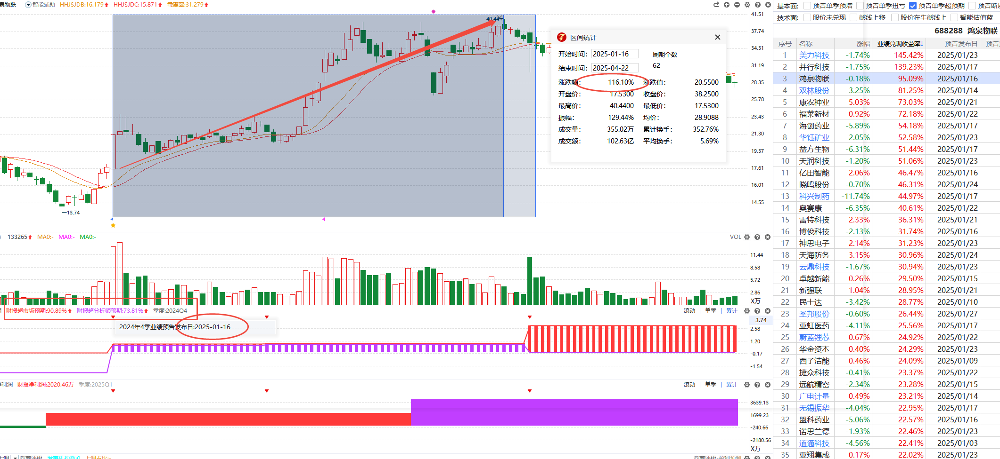 泉物联 智能辅助 HHJSJDB:16.179 HHJSJDC:15.871 乖离率:31.279
40.44
13.74
41.51
37.74
34.31
31.19
28.35
25.78
23.43
21.30
19.37
17.61
16.01
14.55
区间统计
开始时间: 2025-01-16 周期个数
结束时间: 2025-04-22 62
涨跌幅: 116.10% 涨跌值: 20.5500
开盘价: 17.5300 收盘价: 38.2500
最高价: 40.4400 最低价: 17.5300
振幅: 129.44% 均价: 28.9088
成交量: 355.02万 累计换手: 352.76%
成交额: 102.63亿 平均换手: 5.69%
133265 MA0:- MA0:- MA0:- VOL
11.44
8.58
5.72
2.86
X万
财报超市场预期:90.89% 财报超分析师预期:73.81% 季度:2024Q4 滚动 | 单季 | 累计
2024年4季业绩预告发布日:2025-01-16
3.74
2.58
1.20
-0.17
-1.54
净利润 财报净利润:2020.46万 季度:2025Q1 滚动 | 单季 | 累计
3639.13
1699.23
-240.66
-2180.56
X万
上调 券商评级 发表机构数:0 上调占比:- 券商评级-盈利预测
基本面: 预告单季预增 预告单季扭亏 预告单季超预期 预告断层
技术面: 股价未兑现 熊线上移 股价在牛熊线上 智能估值蓝
688288 鸿泉物联
序号 名称 涨幅 业绩兑现收益率↓ 预告发布日
1 美力科技 -1.74% 145.42% 2025/01/23
2 并行科技 -1.75% 139.23% 2025/01/17
3 鸿泉物联 -0.18% 95.09% 2025/01/16
4 双林股份 -3.25% 81.25% 2025/01/14
5 康农种业 5.03% 73.03% 2025/01/21
6 福莱新材 0.92% 72.18% 2025/01/22
7 海创药业 -5.89% 54.18% 2025/01/17
8 华钰矿业 -2.05% 52.58% 2025/01/23
9 益方生物 -6.31% 51.44% 2025/01/17
10 天润科技 -1.20% 51.06% 2025/01/23
11 亿田智能 2.06% 46.47% 2025/01/16
12 晓鸣股份 -0.70% 46.31% 2025/01/24
13 科兴制药 -11.74% 44.97% 2025/01/17
14 奥赛康 -6.35% 40.61% 2025/01/22
15 雷特科技 2.33% 36.31% 2025/01/21
16 博俊科技 -2.13% 31.74% 2025/01/16
17 神思电子 2.14% 31.23% 2025/01/23
18 天海防务 3.15% 30.96% 2025/01/24
19 云鼎科技 -1.67% 30.94% 2025/01/23
20 卓越新能 0.26% 29.50% 2025/01/15
21 新强联 1.04% 28.95% 2025/01/21
22 民士达 -3.42% 28.77% 2025/01/10
23 圣邦股份 -0.60% 26.44% 2025/01/27
24 亚虹医药 -4.11% 25.56% 2025/01/17
25 蔚蓝锂芯 0.67% 24.92% 2025/01/22
26 华金资本 0.40% 24.29% 2025/01/23
27 西子洁能 0.46% 24.09% 2025/01/09
28 捷众科技 -0.41% 23.37% 2025/01/22
29 远航精密 -2.34% 23.28% 2025/01/15
30 广电计量 0.49% 23.21% 2025/01/14
31 无锡振华 -4.04% 22.95% 2025/01/17
32 盟科药业 -5.06% 22.57% 2025/01/16
33 诺思兰德 -1.93% 22.46% 2025/01/23
34 道通科技 -4.56% 22.41% 2025/01/03
35 亚翔集成 0.17% 22.02% 2025/01/23